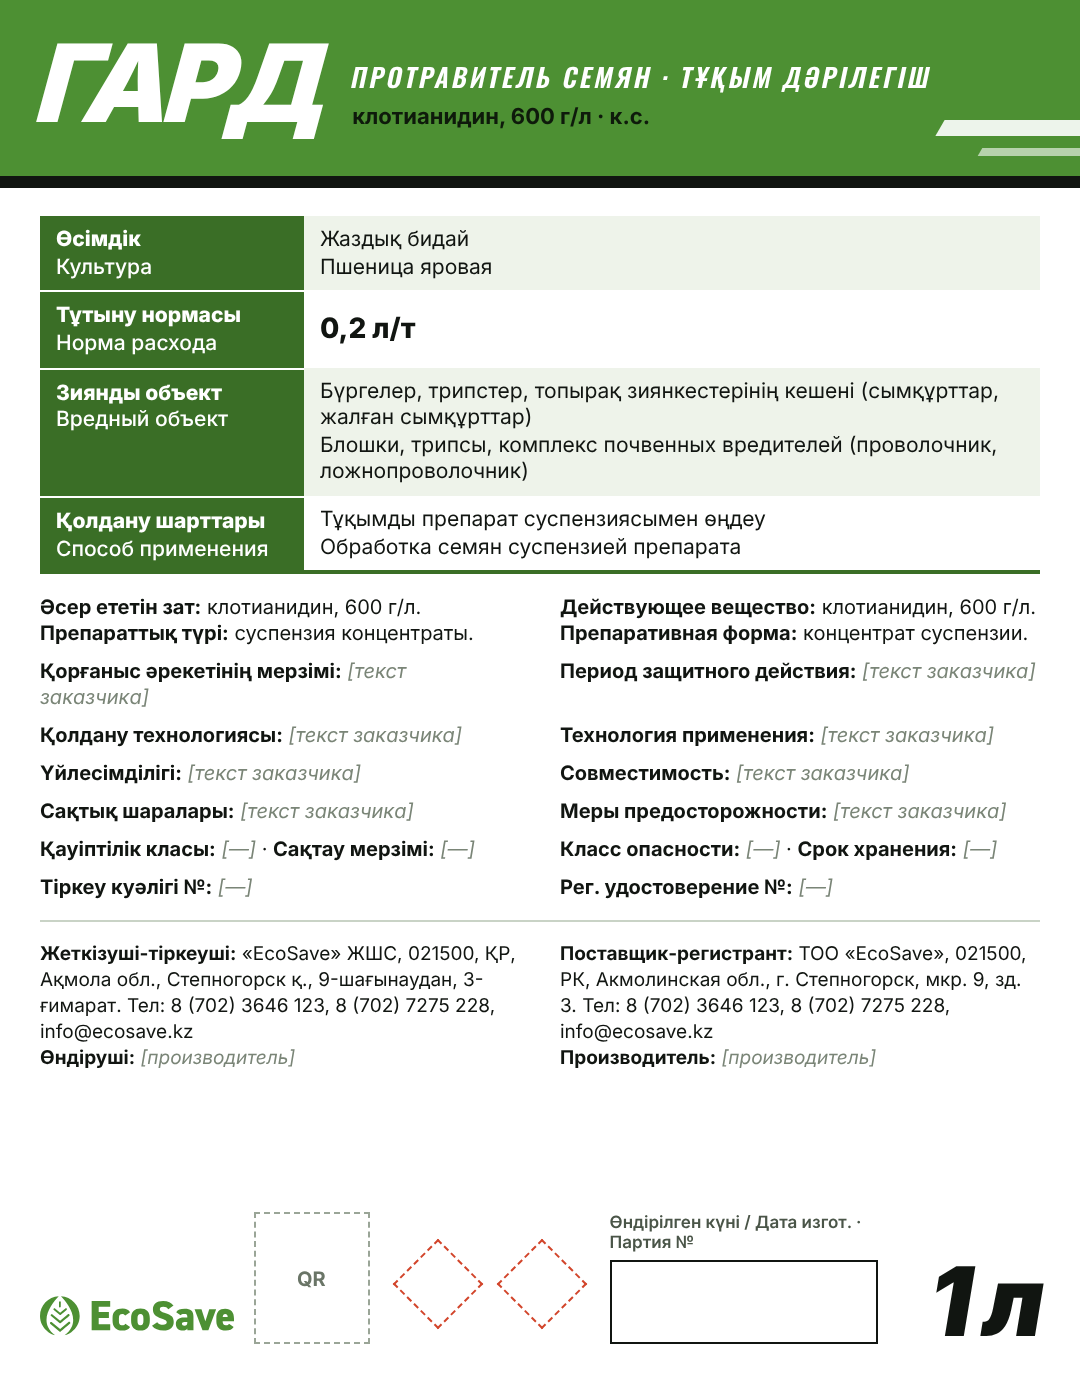 ГАРД
ПРОТРАВИТЕЛЬ СЕМЯН · ТҰҚЫМ ДӘРІЛЕГІШ
клотианидин, 600 г/л · к.с.
Өсімдік
Культура
Жаздық бидай
Пшеница яровая
Тұтыну нормасы
Норма расхода
0,2 л/т
Зиянды объект
Вредный объект
Бүргелер, трипстер, топырақ зиянкестерінің кешені (сымқұрттар,
жалған сымқұрттар)
Блошки, трипсы, комплекс почвенных вредителей (проволочник,
ложнопроволочник)
Қолдану шарттары
Способ применения
Тұқымды препарат суспензиясымен өңдеу
Обработка семян суспензией препарата
Әсер ететін зат: клотианидин, 600 г/л.
Препараттық түрі: суспензия концентраты.
Қорғаныс әрекетінің мерзімі: [текст
заказчика]
Қолдану технологиясы: [текст заказчика]
Үйлесімділігі: [текст заказчика]
Сақтық шаралары: [текст заказчика]
Қауіптілік класы: [—] · Сақтау мерзімі: [—]
Тіркеу куәлігі №: [—]
Действующее вещество: клотианидин, 600 г/л.
Препаративная форма: концентрат суспензии.
Период защитного действия: [текст заказчика]
Технология применения: [текст заказчика]
Совместимость: [текст заказчика]
Меры предосторожности: [текст заказчика]
Класс опасности: [—] · Срок хранения: [—]
Рег. удостоверение №: [—]
Жеткізуші-тіркеуші: «EcoSave» ЖШС, 021500, ҚР,
Ақмола обл., Степногорск қ., 9-шағынаудан, 3-
ғимарат. Тел: 8 (702) 3646 123, 8 (702) 7275 228,
info@ecosave.kz
Өндіруші: [производитель]
Поставщик-регистрант: ТОО «EcoSave», 021500,
РК, Акмолинская обл., г. Степногорск, мкр. 9, зд.
3. Тел: 8 (702) 3646 123, 8 (702) 7275 228,
info@ecosave.kz
Производитель: [производитель]
EcoSave
QR
Өндірілген күні / Дата изгот. ·
Партия №
1л